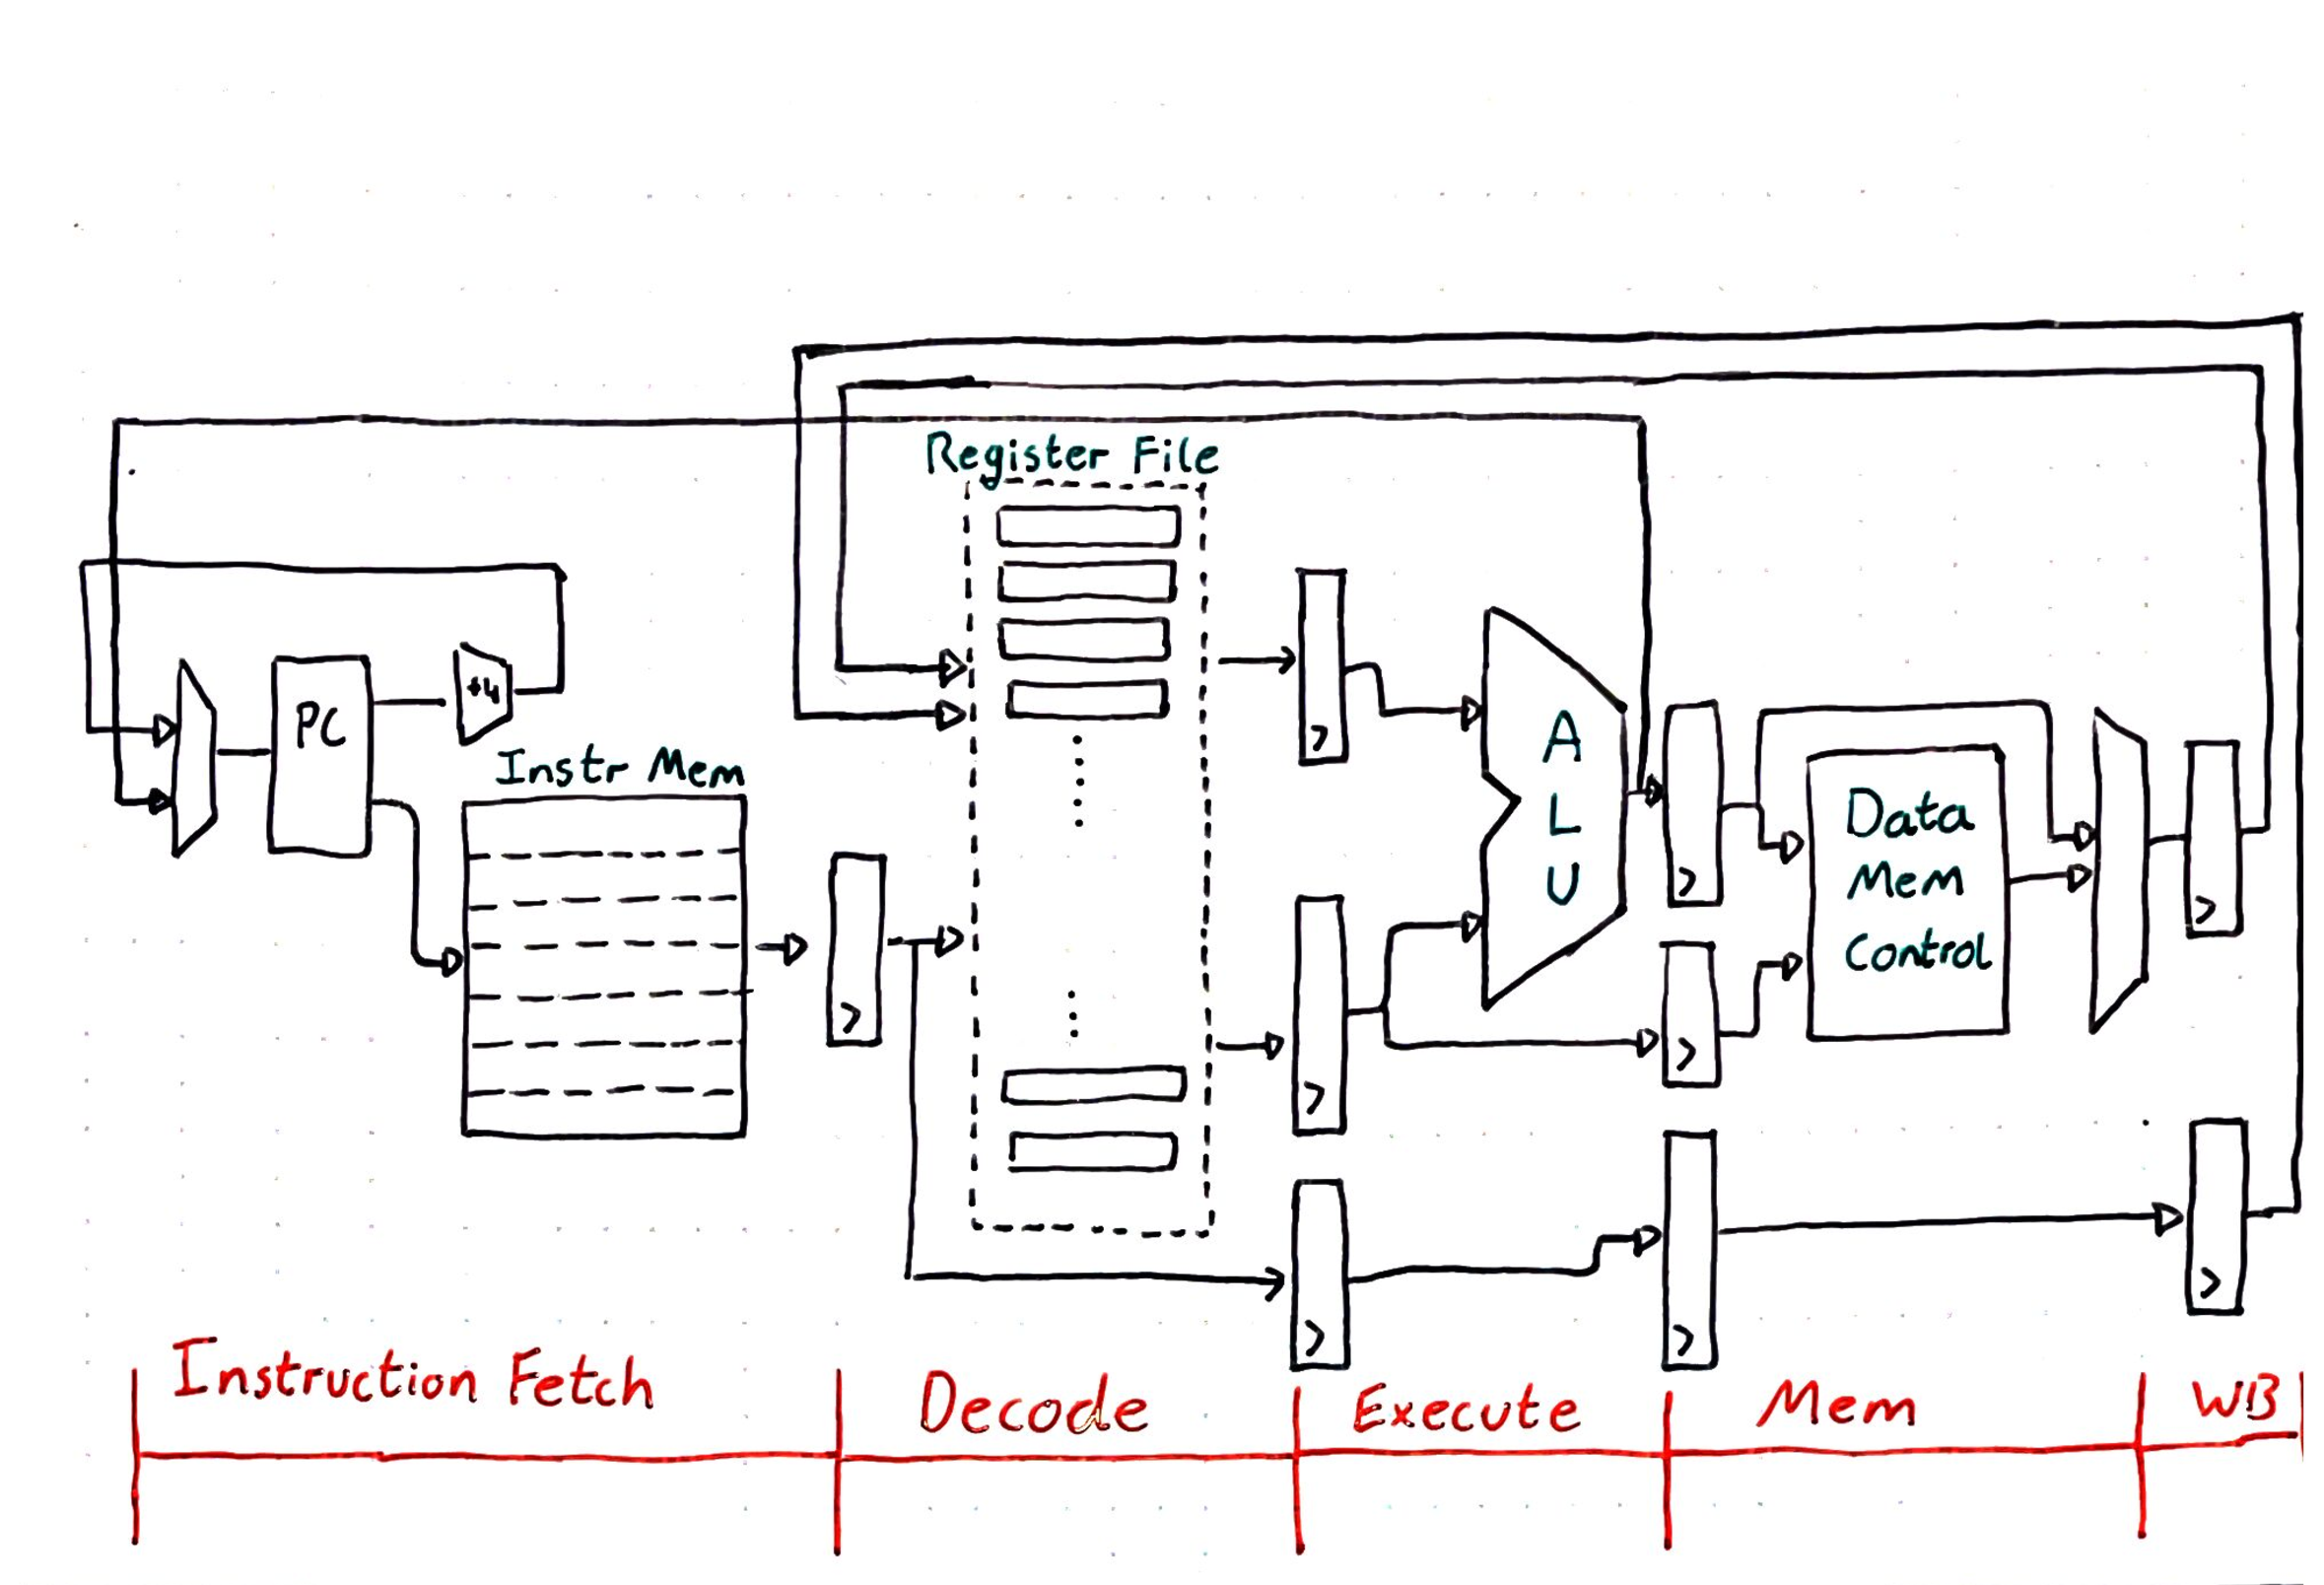 Register File
PC
+4
Instr Mem
A
L
U
Data
Mem
Control
Instruction Fetch
Decode
Execute
Mem
WB